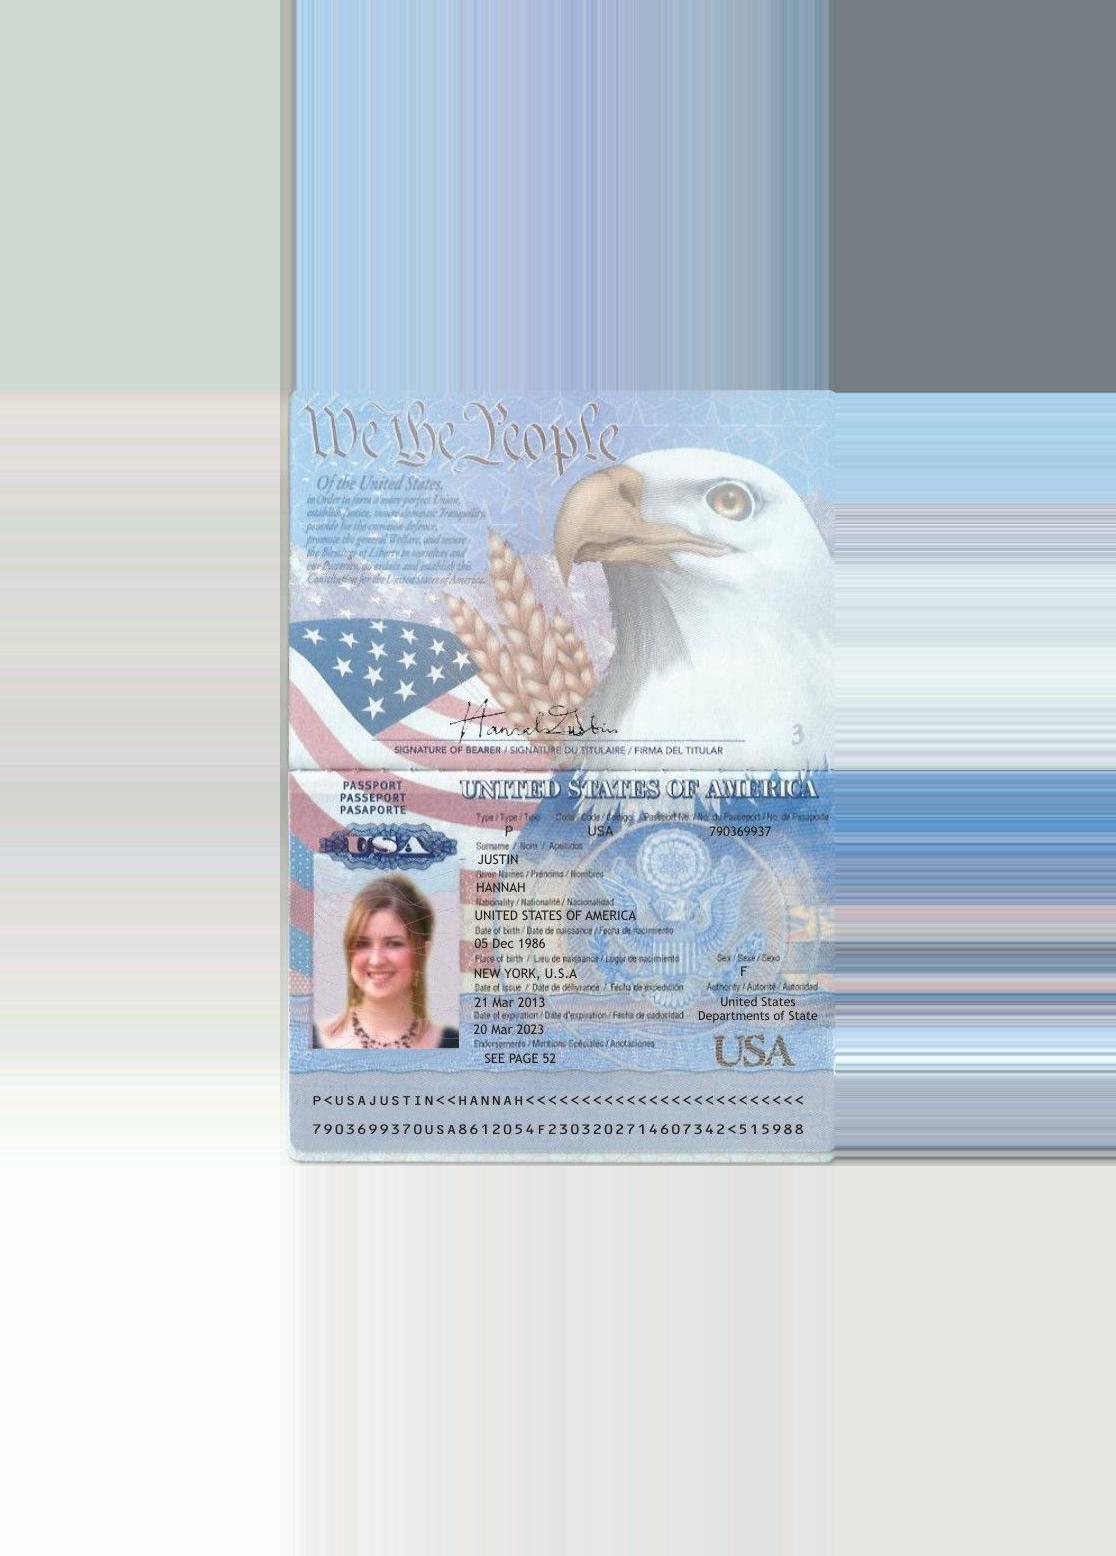 We the People
Of the United States,
in Order to form a more perfect Union,
establish Justice, insure domestic Tranquility,
provide for the common defence,
promote the general Welfare, and secure
the Blessings of Liberty to ourselves and
our Posterity, do ordain and establish this
Constitution for the United States of America.
Hannah Justin
3
SIGNATURE OF BEARER / SIGNATURE DU TITULAIRE / FIRMA DEL TITULAR
PASSPORT
PASSEPORT
PASAPORTE
USA
UNITED STATES OF AMERICA
Type / Type / Tipo Code / Code / Código Passport No. / No. du Passeport / No. de Pasaporte
P USA 790369937
Surname / Nom / Apellidos
JUSTIN
Given Names / Prénoms / Nombres
HANNAH
Nationality / Nationalité / Nacionalidad
UNITED STATES OF AMERICA
Date of birth / Date de naissance / Fecha de nacimiento
05 Dec 1986
Place of birth / Lieu de naissance / Lugar de nacimiento Sex / Sexe / Sexo
NEW YORK, U.S.A F
Date of issue / Date de délivrance / Fecha de expedición Authority / Autorité / Autoridad
21 Mar 2013 United States
Date of expiration / Date d'expiration / Fecha de caducidad Departments of State
20 Mar 2023
Endorsements / Mentions Spéciales / Anotaciones
SEE PAGE 52 USA
P<USAJUSTIN<<HANNAH<<<<<<<<<<<<<<<<<<<<<<<<<
7903699370USA8612054F2303202714607342<515988